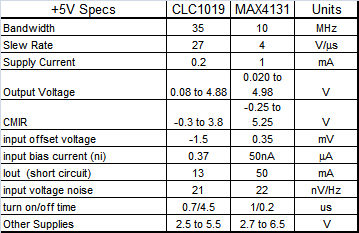 +5V Specs CLC1019 MAX4131 Units
Bandwidth 35 10 MHz
Slew Rate 27 4 V/µs
Supply Current 0.2 1 mA
Output Voltage 0.08 to 4.88 0.020 to 4.98 V
CMIR -0.3 to 3.8 -0.25 to 5.25 V
input offset voltage -1.5 0.35 mV
input bias current (ni) 0.37 50nA µA
Iout (short circuit) 13 50 mA
input voltage noise 21 22 nV/Hz
turn on/off time 0.7/4.5 1/0.2 us
Other Supplies 2.5 to 5.5 2.7 to 6.5 V